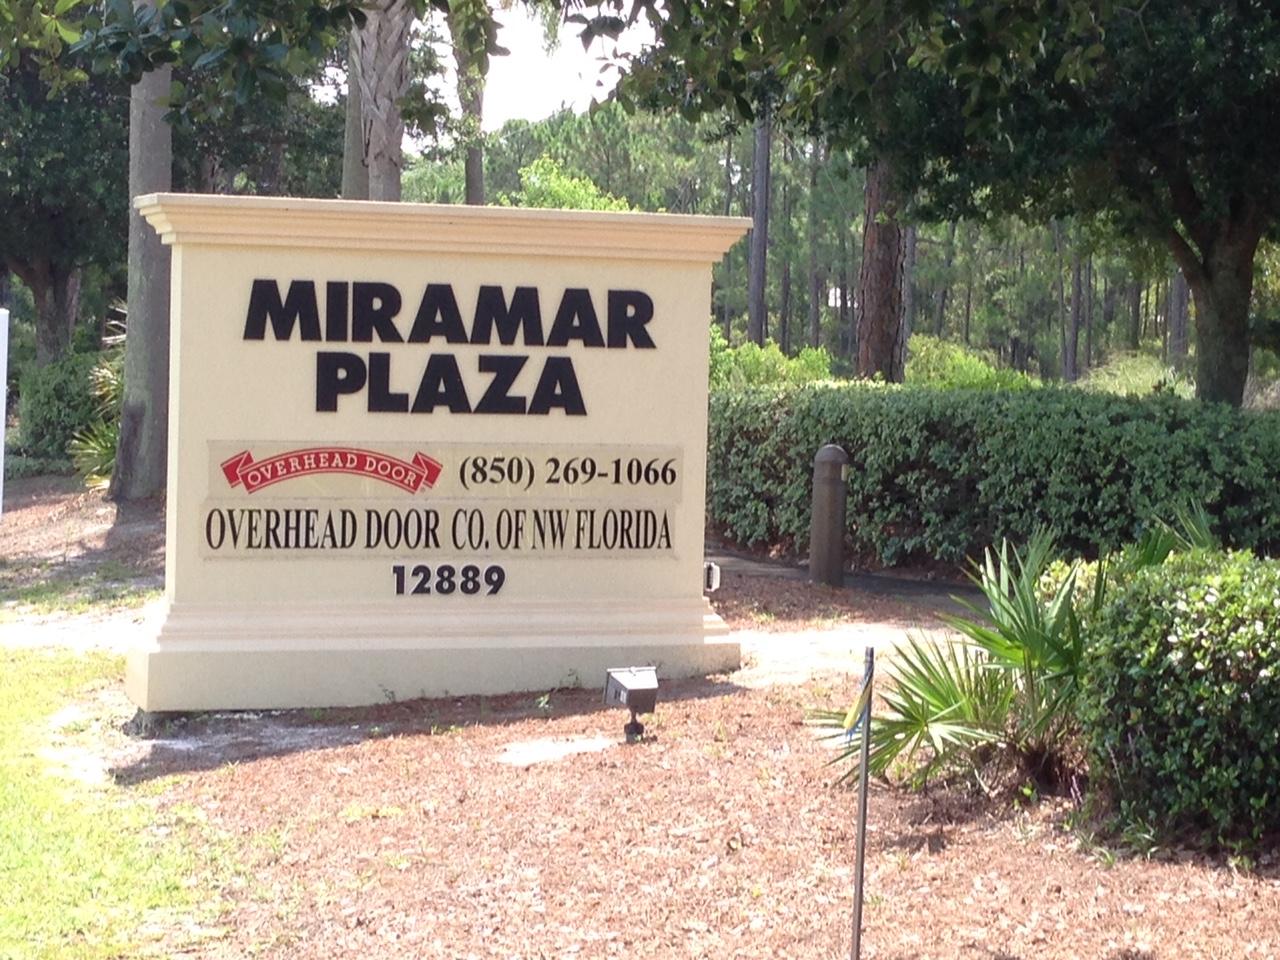 MIRAMAR
PLAZA
OVERHEAD DOOR (850) 269-1066
OVERHEAD DOOR CO. OF NW FLORIDA
12889